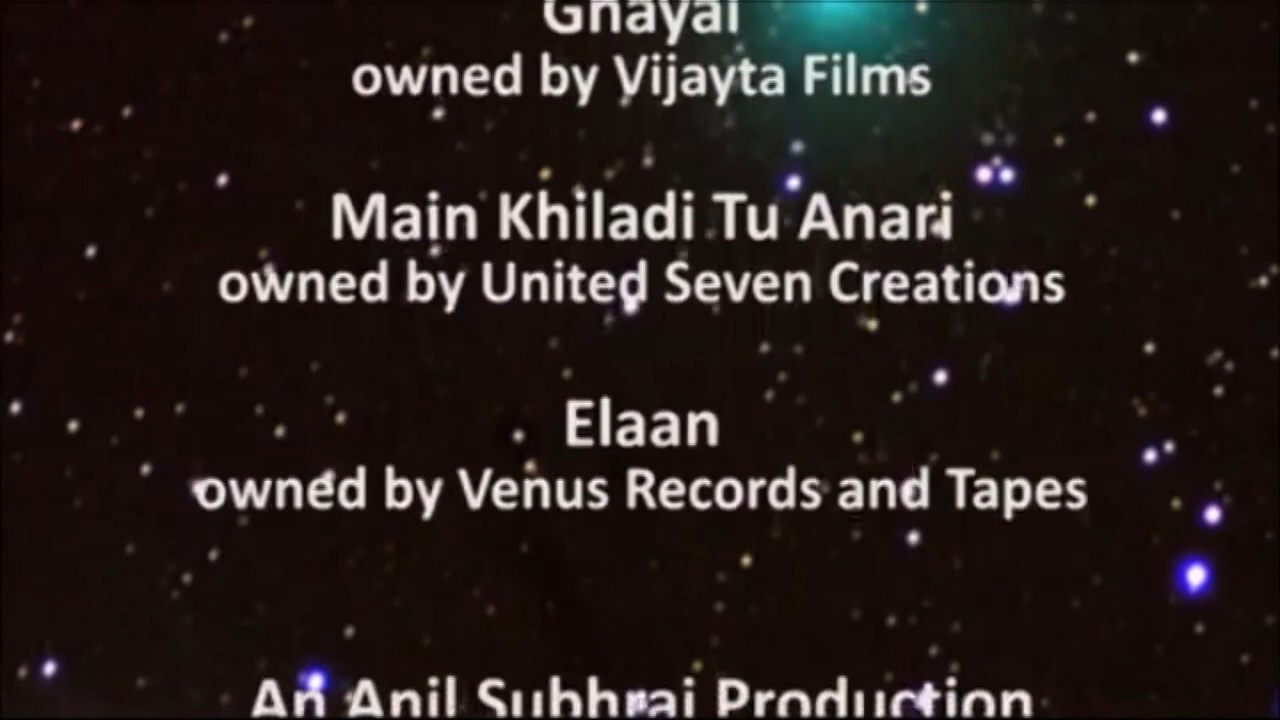 Ghayal
owned by Vijayta Films
Main Khiladi Tu Anari
owned by United Seven Creations
Elaan
owned by Venus Records and Tapes
An Anil Subhrai Production